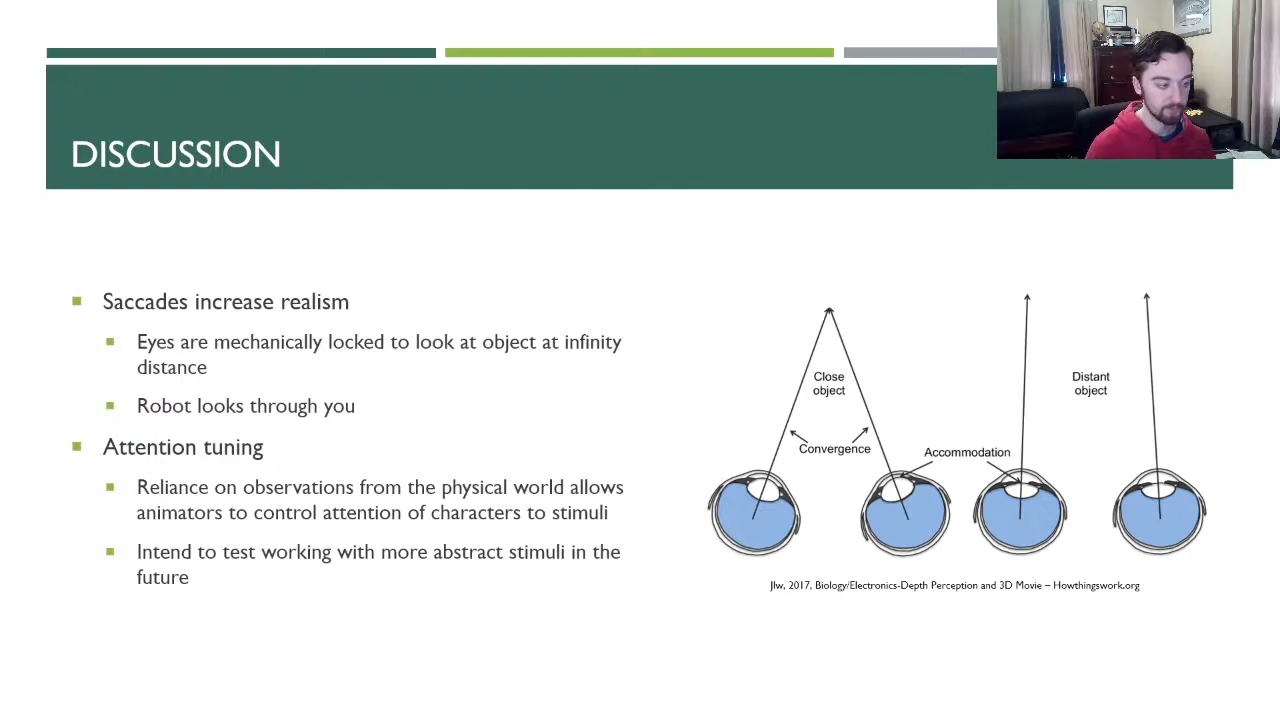 DISCUSSION
Saccades increase realism
Eyes are mechanically locked to look at object at infinity
distance
Robot looks through you
Attention tuning
Reliance on observations from the physical world allows
animators to control attention of characters to stimuli
Intend to test working with more abstract stimuli in the
future
Close
object
Convergence
Accommodation
Distant
object
Jlw, 2017, Biology/Electronics-Depth Perception and 3D Movie – Howthingswork.org